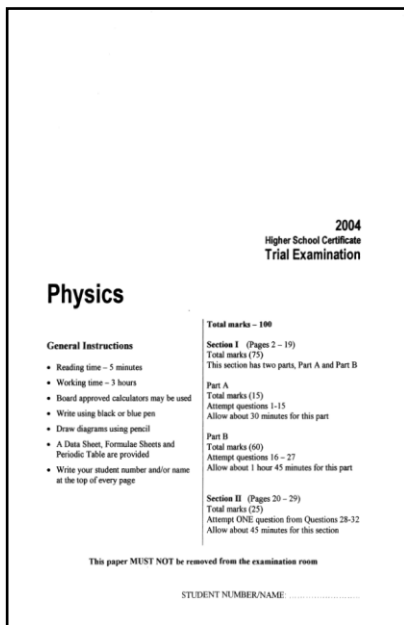 2004
Higher School Certificate
Trial Examination
Physics
General Instructions
• Reading time – 5 minutes
• Working time – 3 hours
• Board approved calculators may be used
• Write using black or blue pen
• Draw diagrams using pencil
• A Data Sheet, Formulae Sheets and
Periodic Table are provided
• Write your student number and/or name
at the top of every page
Total marks – 100
Section I (Pages 2 – 19)
Total marks (75)
This section has two parts, Part A and Part B
Part A
Total marks (15)
Attempt questions 1-15
Allow about 30 minutes for this part
Part B
Total marks (60)
Attempt questions 16 – 27
Allow about 1 hour 45 minutes for this part
Section II (Pages 20 – 29)
Total marks (25)
Attempt ONE question from Questions 28-32
Allow about 45 minutes for this section
This paper MUST NOT be removed from the examination room
STUDENT NUMBER/NAME: ............................